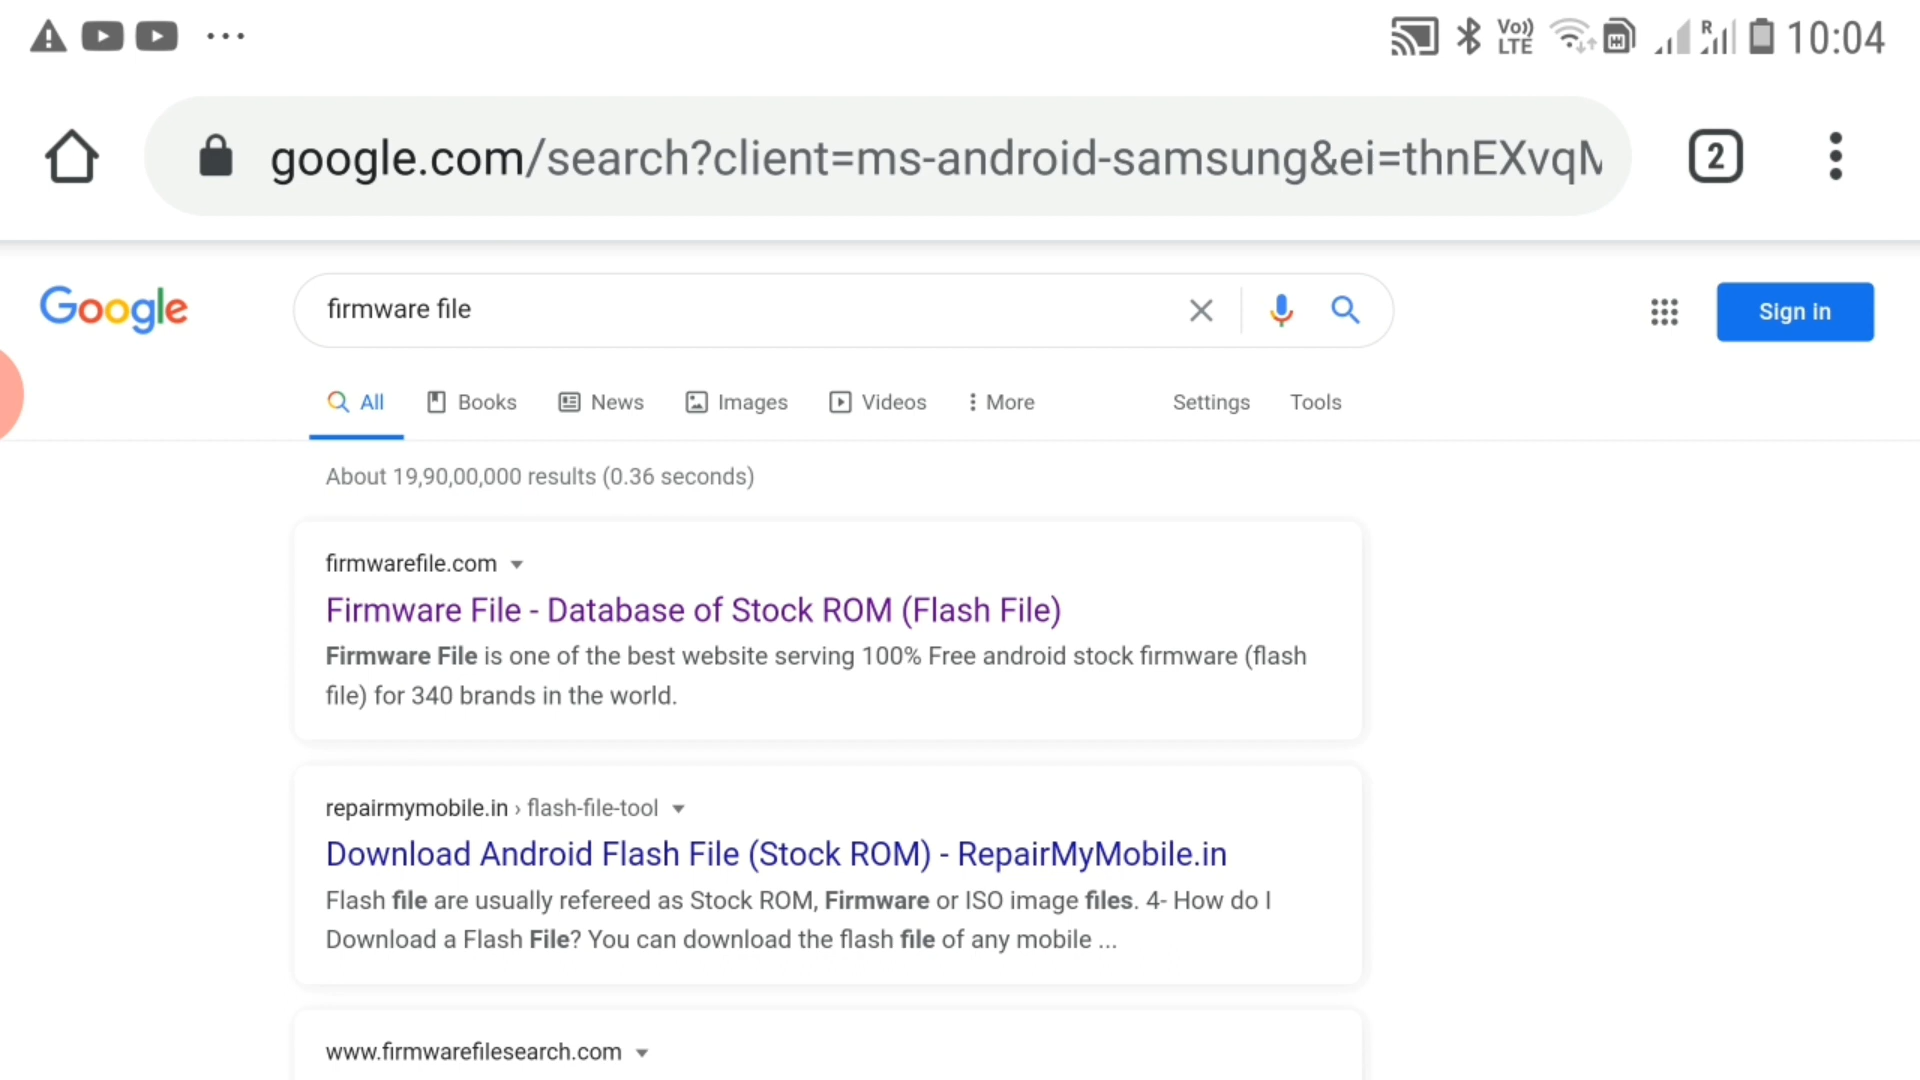 Vo)) LTE R 10:04
google.com/search?client=ms-android-samsung&ei=thnEXvqM
2
Google
firmware file
Sign in
All Books News Images Videos More Settings Tools
About 19,90,00,000 results (0.36 seconds)
firmwarefile.com
Firmware File - Database of Stock ROM (Flash File)
Firmware File is one of the best website serving 100% Free android stock firmware (flash
file) for 340 brands in the world.
repairmymobile.in › flash-file-tool
Download Android Flash File (Stock ROM) - RepairMyMobile.in
Flash file are usually refereed as Stock ROM, Firmware or ISO image files. 4- How do I
Download a Flash File? You can download the flash file of any mobile ...
www.firmwarefilesearch.com